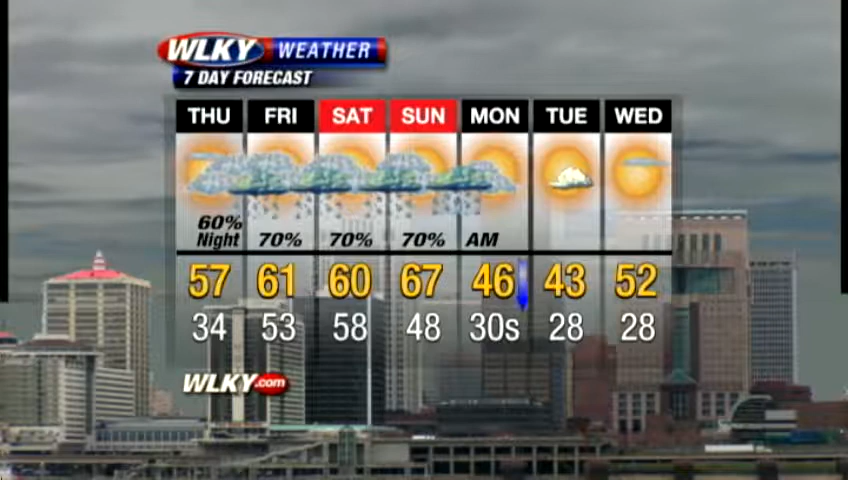 WLKY WEATHER
7 DAY FORECAST
THU FRI SAT SUN MON TUE WED
60%
Night 70% 70% 70% AM
57 61 60 67 46 43 52
34 53 58 48 30s 28 28
WLKY.com